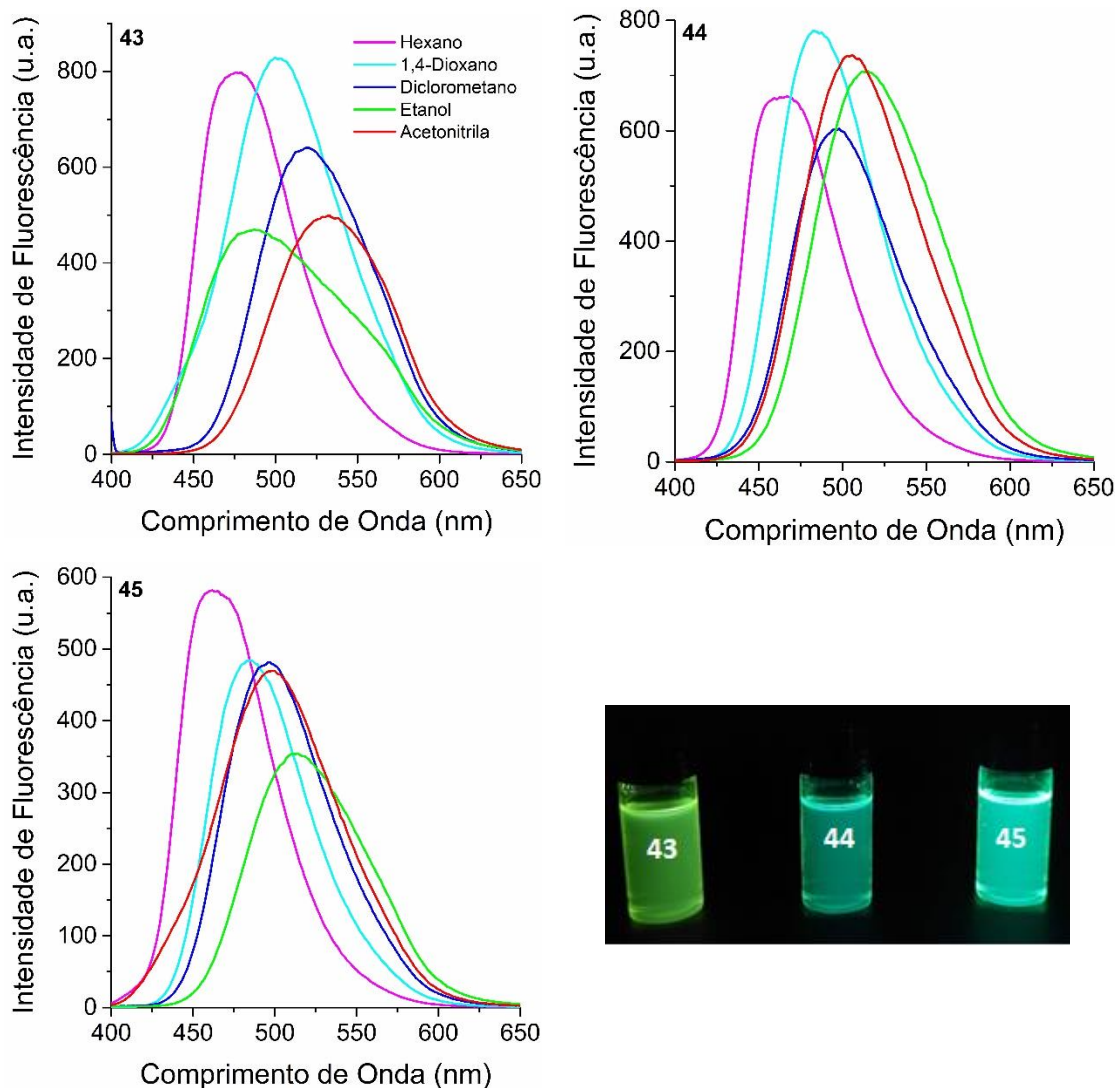 43
Hexano
1,4-Dioxano
Diclorometano
Etanol
Acetonitrila
Intensidade de Fluorescência (u.a.)
800
600
400
200
0
400 450 500 550 600 650
Comprimento de Onda (nm)
44
Intensidade de Fluorescência (u.a.)
800
600
400
200
0
400 450 500 550 600 650
Comprimento de Onda (nm)
45
Intensidade de Fluorescência (u.a.)
600
500
400
300
200
100
0
400 450 500 550 600 650
Comprimento de Onda (nm)
43 44 45